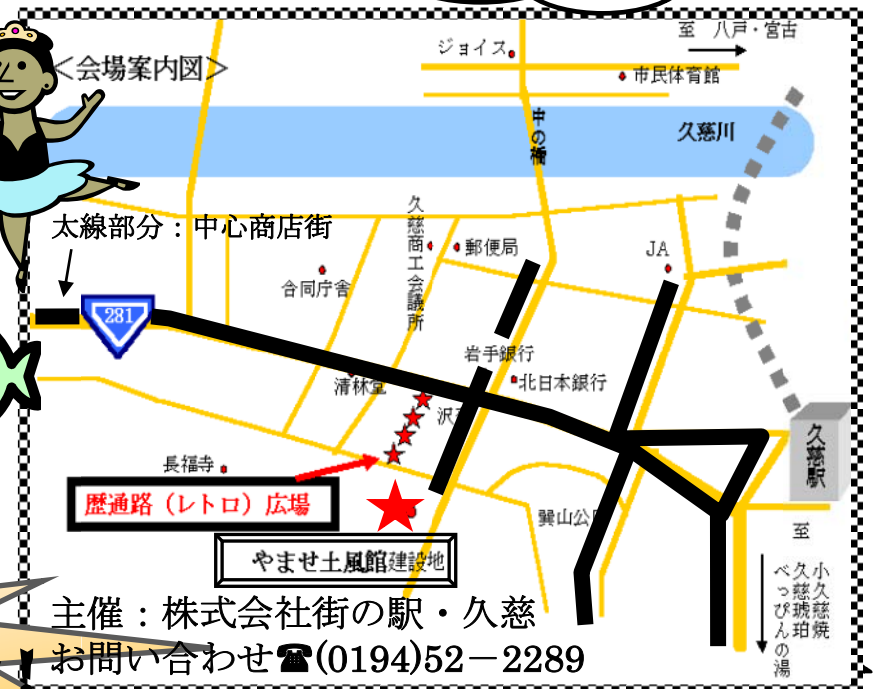 ＜会場案内図＞
ジョイス
至　八戸・宮古
市民体育館
中の橋
久慈川
太線部分：中心商店街
久慈商工会議所
郵便局
JA
合同庁舎
281
岩手銀行
清林堂
北日本銀行
沢
久慈駅
長福寺
歴通路（レトロ）広場
巽山公
至
小久慈焼
久慈琥珀
べっぴんの湯
やませ土風館建設地
主催：株式会社街の駅・久慈
お問い合わせ☎(0194)52－2289